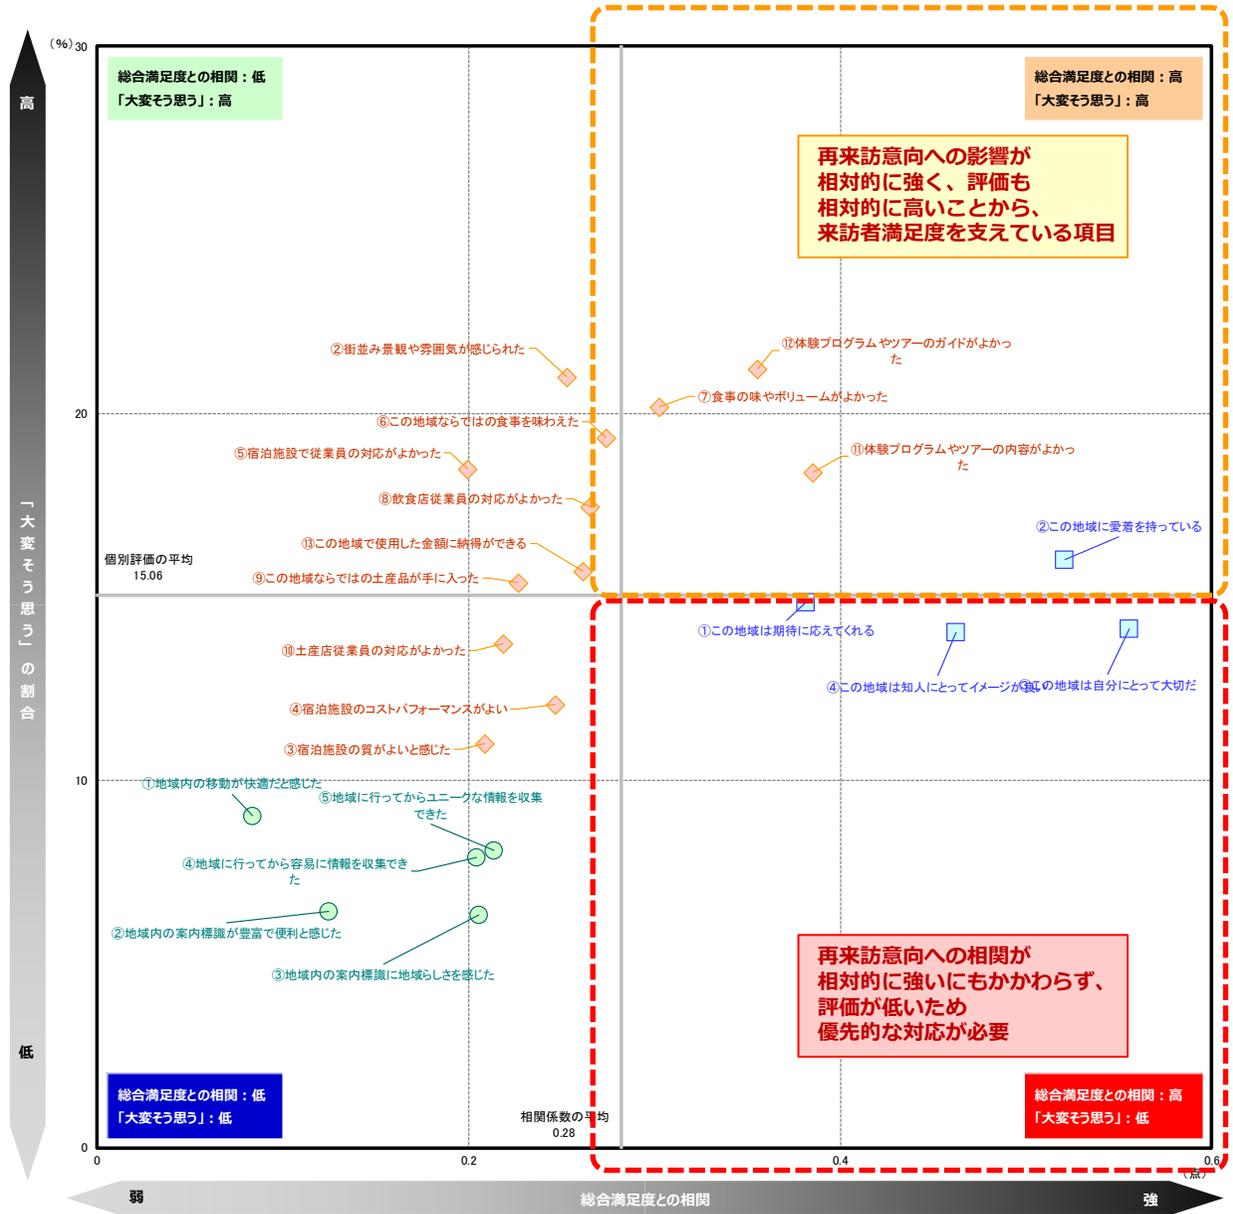 (%)
30
高
総合満足度との相関：低
「大変そう思う」：高
総合満足度との相関：高
「大変そう思う」：高
再来訪意向への影響が
相対的に強く、評価も
相対的に高いことから、
来訪者満足度を支えている項目
②街並み景観や雰囲気が感じられた
⑫体験プログラムやツアーのガイドがよかっ
た
⑦食事の味やボリュームがよかった
20
⑥この地域ならではの食事を味わえた
⑤宿泊施設で従業員の対応がよかった
⑪体験プログラムやツアーの内容がよかっ
た
⑧飲食店従業員の対応がよかった
②この地域に愛着を持っている
⑬この地域で使用した金額に納得ができる
個別評価の平均
15.06
⑨この地域ならではの土産品が手に入った
「大変そう思う」の割合
①この地域は期待に応えてくれる
⑩土産店従業員の対応がよかった
④この地域は知人にとってイメージが良い
③この地域は自分にとって大切だ
④宿泊施設のコストパフォーマンスがよい
③宿泊施設の質がよいと感じた
10
①地域内の移動が快適だと感じた
⑤地域に行ってからユニークな情報を収集
できた
④地域に行ってから容易に情報を収集でき
た
②地域内の案内標識が豊富で便利と感じた
③地域内の案内標識に地域らしさを感じた
再来訪意向への相関が
相対的に強いにもかかわらず、
評価が低いため
優先的な対応が必要
低
総合満足度との相関：低
「大変そう思う」：低
相関係数の平均
0.28
総合満足度との相関：高
「大変そう思う」：低
0
0
0.2
0.4
0.6
(点)
弱
総合満足度との相関
強